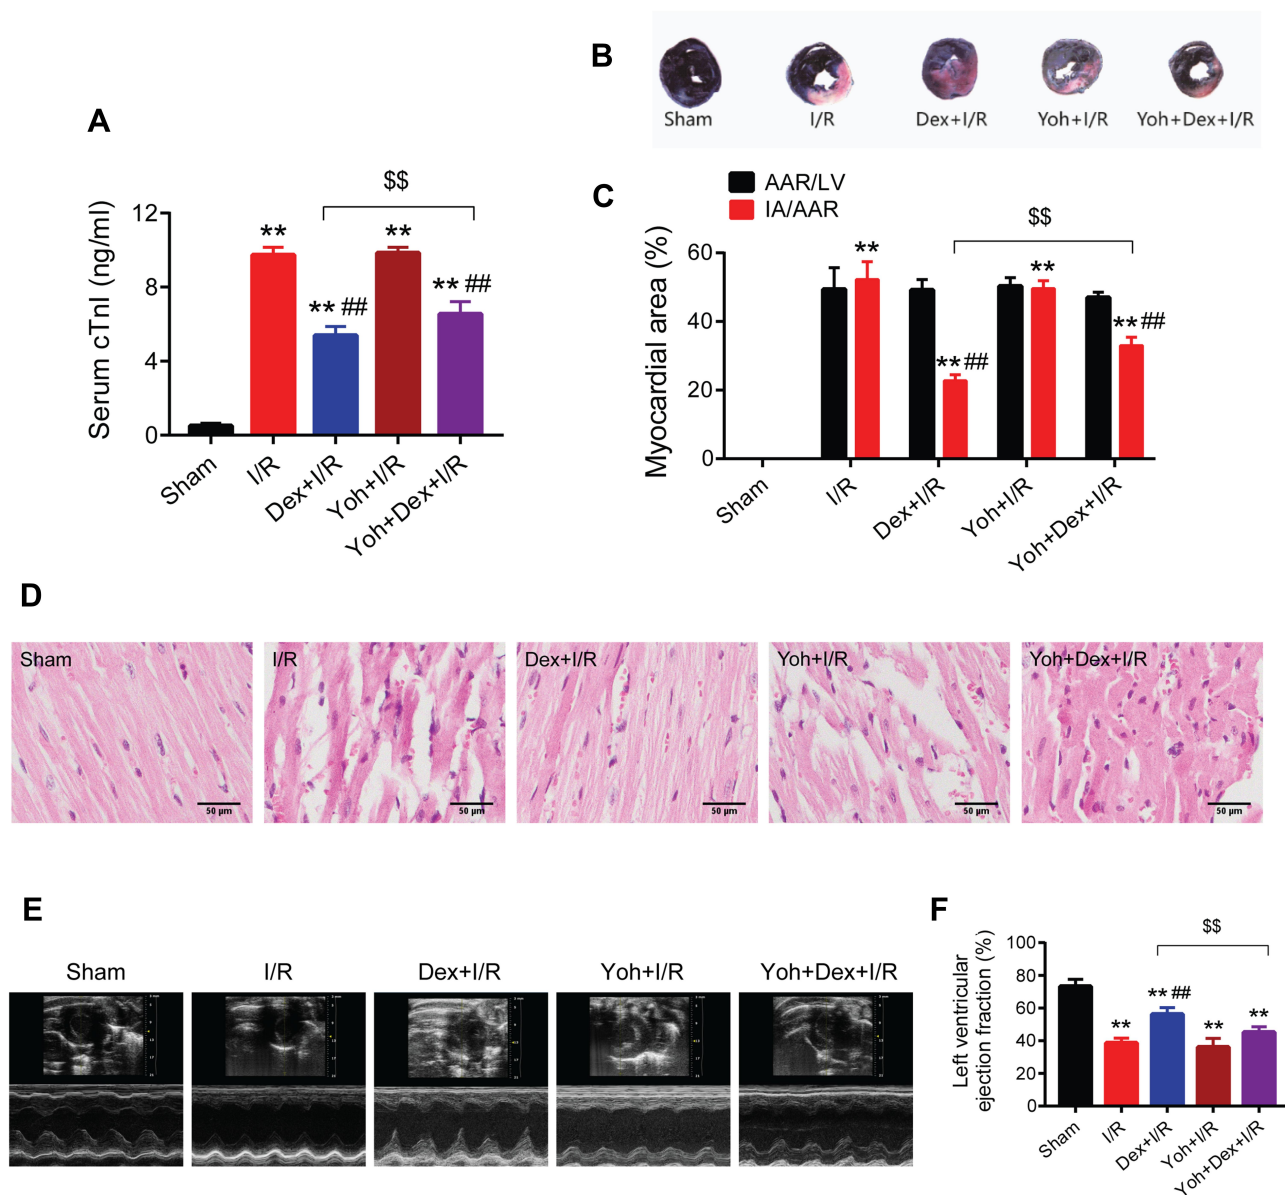 A
$$
Serum cTnI (ng/ml)
12
8
4
0
**
** ##
**
** ##
Sham
I/R
Dex+I/R
Yoh+I/R
Yoh+Dex+I/R
B
Sham
I/R
Dex+I/R
Yoh+I/R
Yoh+Dex+I/R
C
AAR/LV
IA/AAR
$$
Myocardial area (%)
60
40
20
0
**
**##
**
**##
Sham
I/R
Dex+I/R
Yoh+I/R
Yoh+Dex+I/R
D
Sham
50 µm
I/R
50 µm
Dex+I/R
50 µm
Yoh+I/R
50 µm
Yoh+Dex+I/R
50 µm
E
Sham
I/R
Dex+I/R
Yoh+I/R
Yoh+Dex+I/R
F
$$
Left ventricular
ejection fraction (%)
100
80
60
40
20
0
**
** ##
**
**
Sham
I/R
Dex+I/R
Yoh+I/R
Yoh+Dex+I/R